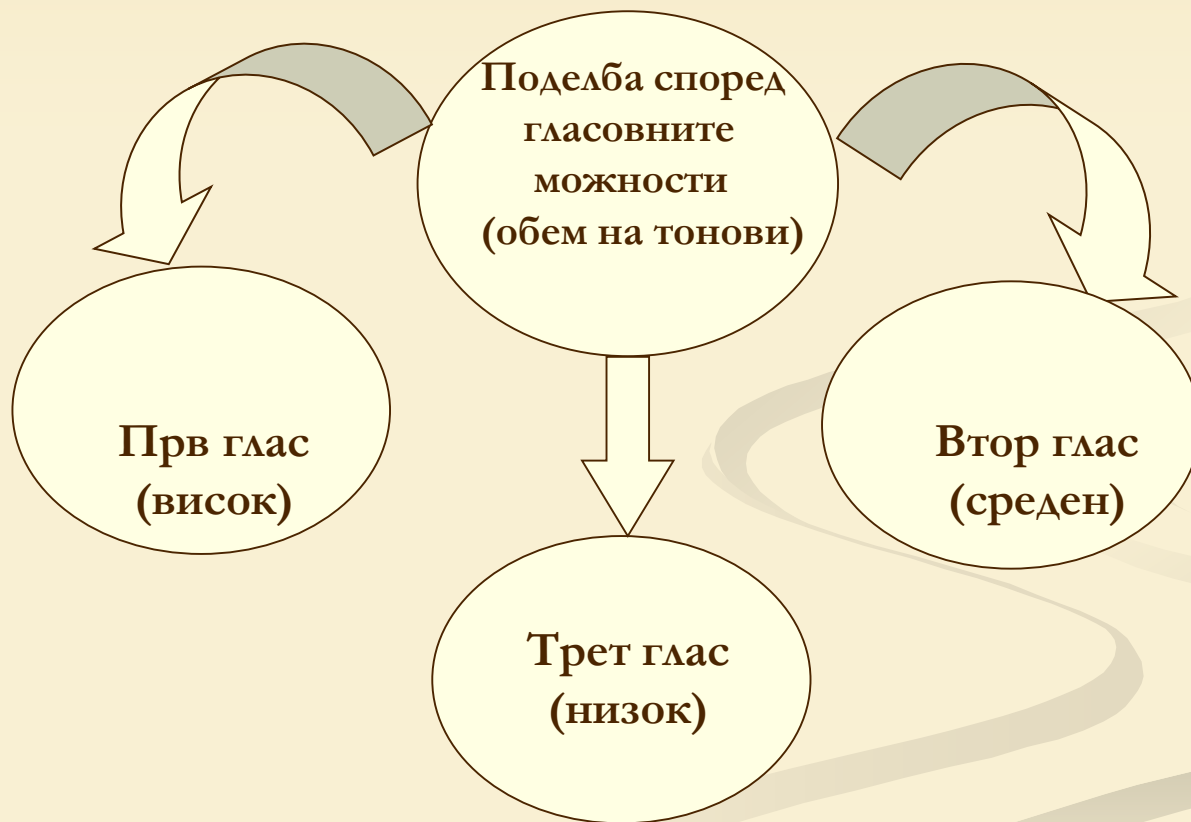 Поделба според
гласовните
можности
(обем на тонови)
Прв глас
(висок)
Втор глас
(среден)
Трет глас
(низок)